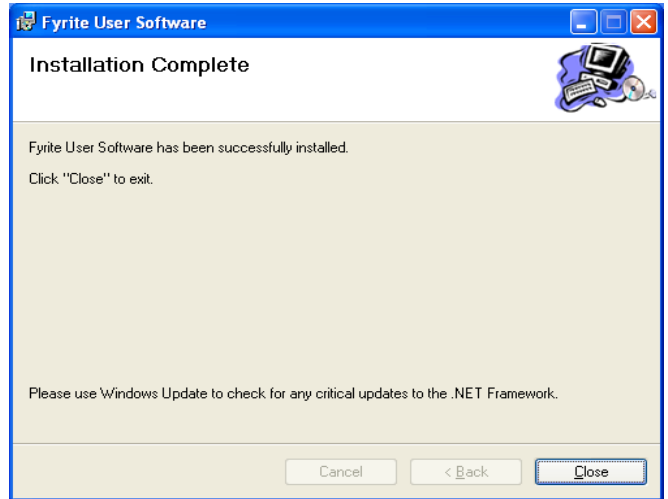 Fyrite User Software
Installation Complete
Fyrite User Software has been successfully installed.
Click "Close" to exit.
Please use Windows Update to check for any critical updates to the .NET Framework.
Cancel
< Back
Close